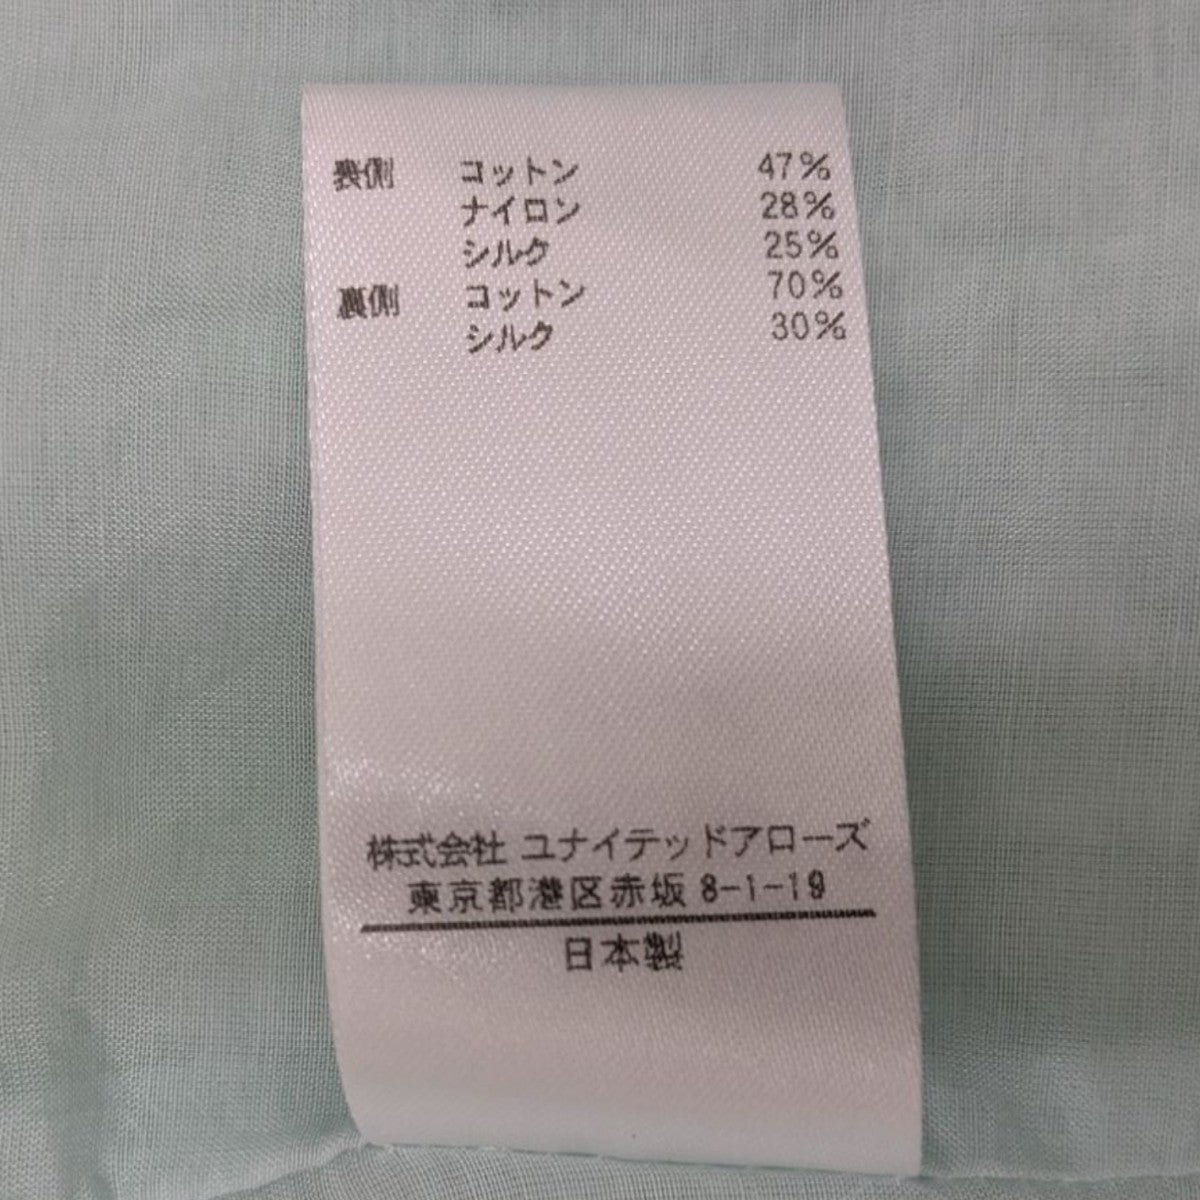 表側 コットン 47%
ナイロン 28%
シルク 25%
裏側 コットン 70%
シルク 30%
株式会社 ユナイテッドアローズ
東京都港区赤坂 8-1-19
日本製